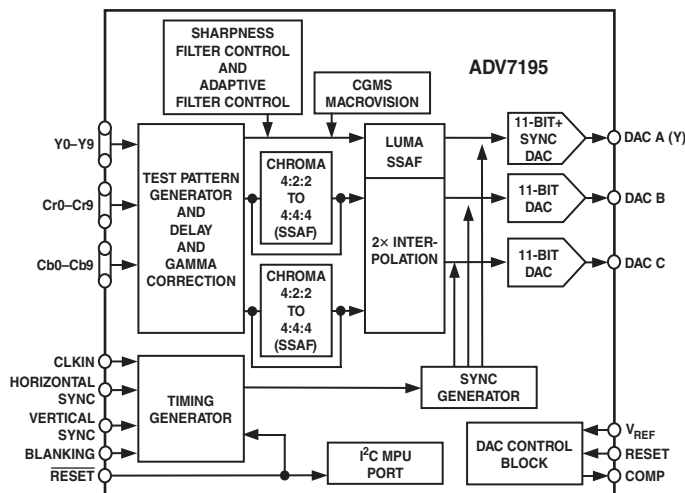 SHARPNESS
FILTER CONTROL
AND
ADAPTIVE
FILTER CONTROL
CGMS
MACROVISION
ADV7195
Y0–Y9
Cr0–Cr9
Cb0–Cb9
TEST PATTERN
GENERATOR
AND
DELAY
AND
GAMMA
CORRECTION
CHROMA
4:2:2
TO
4:4:4
(SSAF)
CHROMA
4:2:2
TO
4:4:4
(SSAF)
LUMA
SSAF
2× INTER-
POLATION
11-BIT+
SYNC
DAC
11-BIT
DAC
11-BIT
DAC
DAC A (Y)
DAC B
DAC C
CLKIN
HORIZONTAL
SYNC
VERTICAL
SYNC
BLANKING
RESET
TIMING
GENERATOR
SYNC
GENERATOR
I2C MPU
PORT
DAC CONTROL
BLOCK
VREF
RESET
COMP